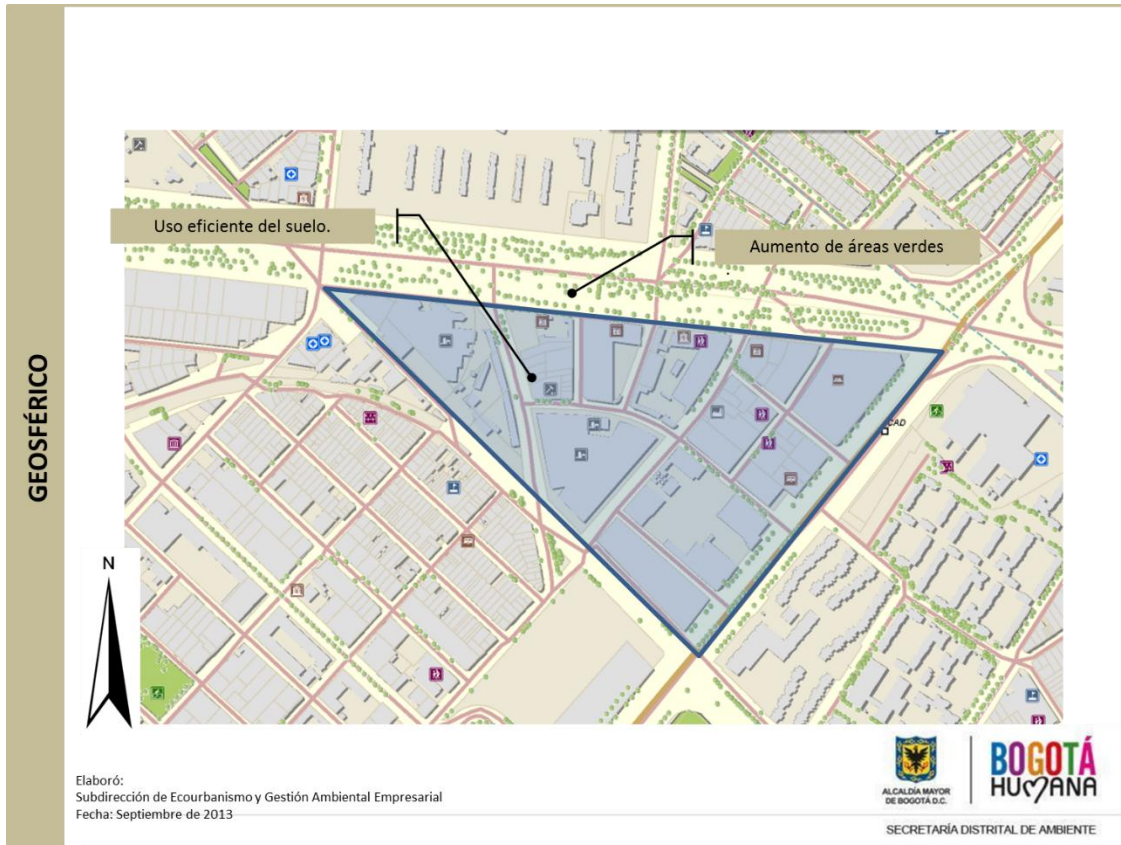 GEOSFÉRICO
Uso eficiente del suelo.
Aumento de áreas verdes
.
CAD
N
Elaboró:
Subdirección de Ecourbanismo y Gestión Ambiental Empresarial
Fecha: Septiembre de 2013
ALCALDÍA MAYOR
DE BOGOTÁ D.C.
BOGOTÁ
HUMANA
SECRETARÍA DISTRITAL DE AMBIENTE